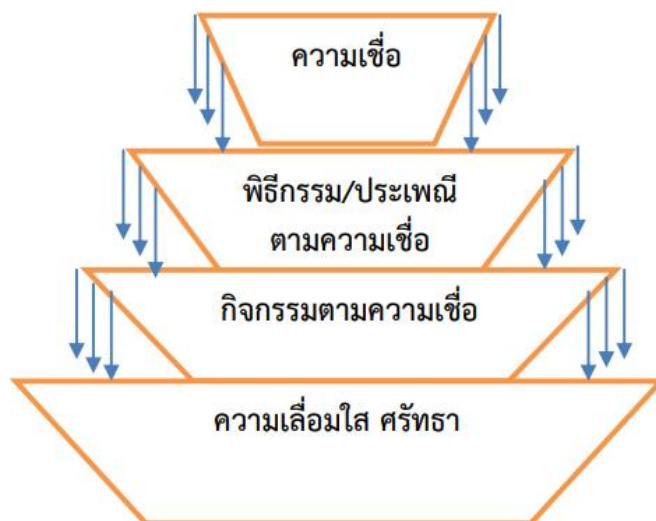 ความเชื่อ
พิธีกรรม/ประเพณี
ตามความเชื่อ
กิจกรรมตามความเชื่อ
ความเลื่อมใส ศรัทธา